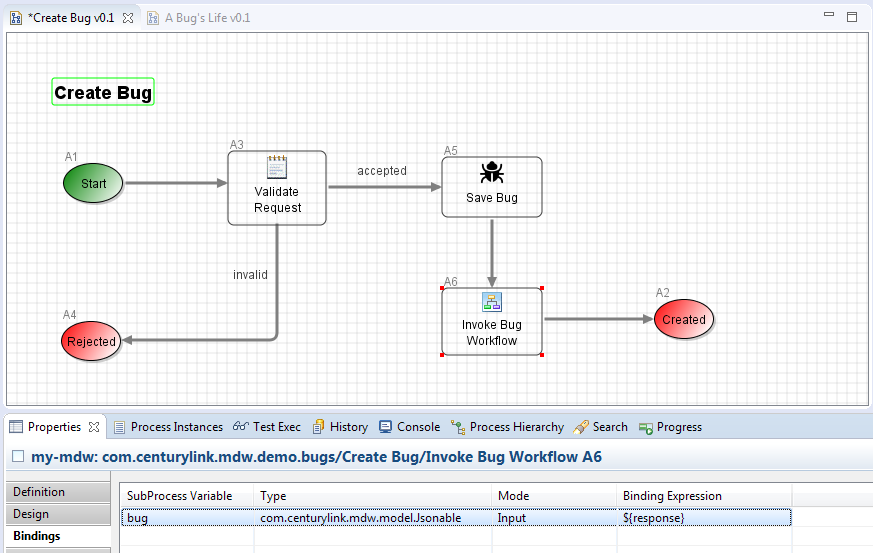 *Create Bug v0.1 A Bug's Life v0.1
Create Bug
A1
Start
A3
Validate
Request
accepted
A5
Save Bug
invalid
A4
Rejected
A6
Invoke Bug
Workflow
A2
Created
Properties Process Instances Test Exec History Console Process Hierarchy Search Progress
my-mdw: com.centurylink.mdw.demo.bugs/Create Bug/Invoke Bug Workflow A6
Definition
Design
Bindings
SubProcess Variable Type Mode Binding Expression
bug com.centurylink.mdw.model.Jsonable Input ${response}